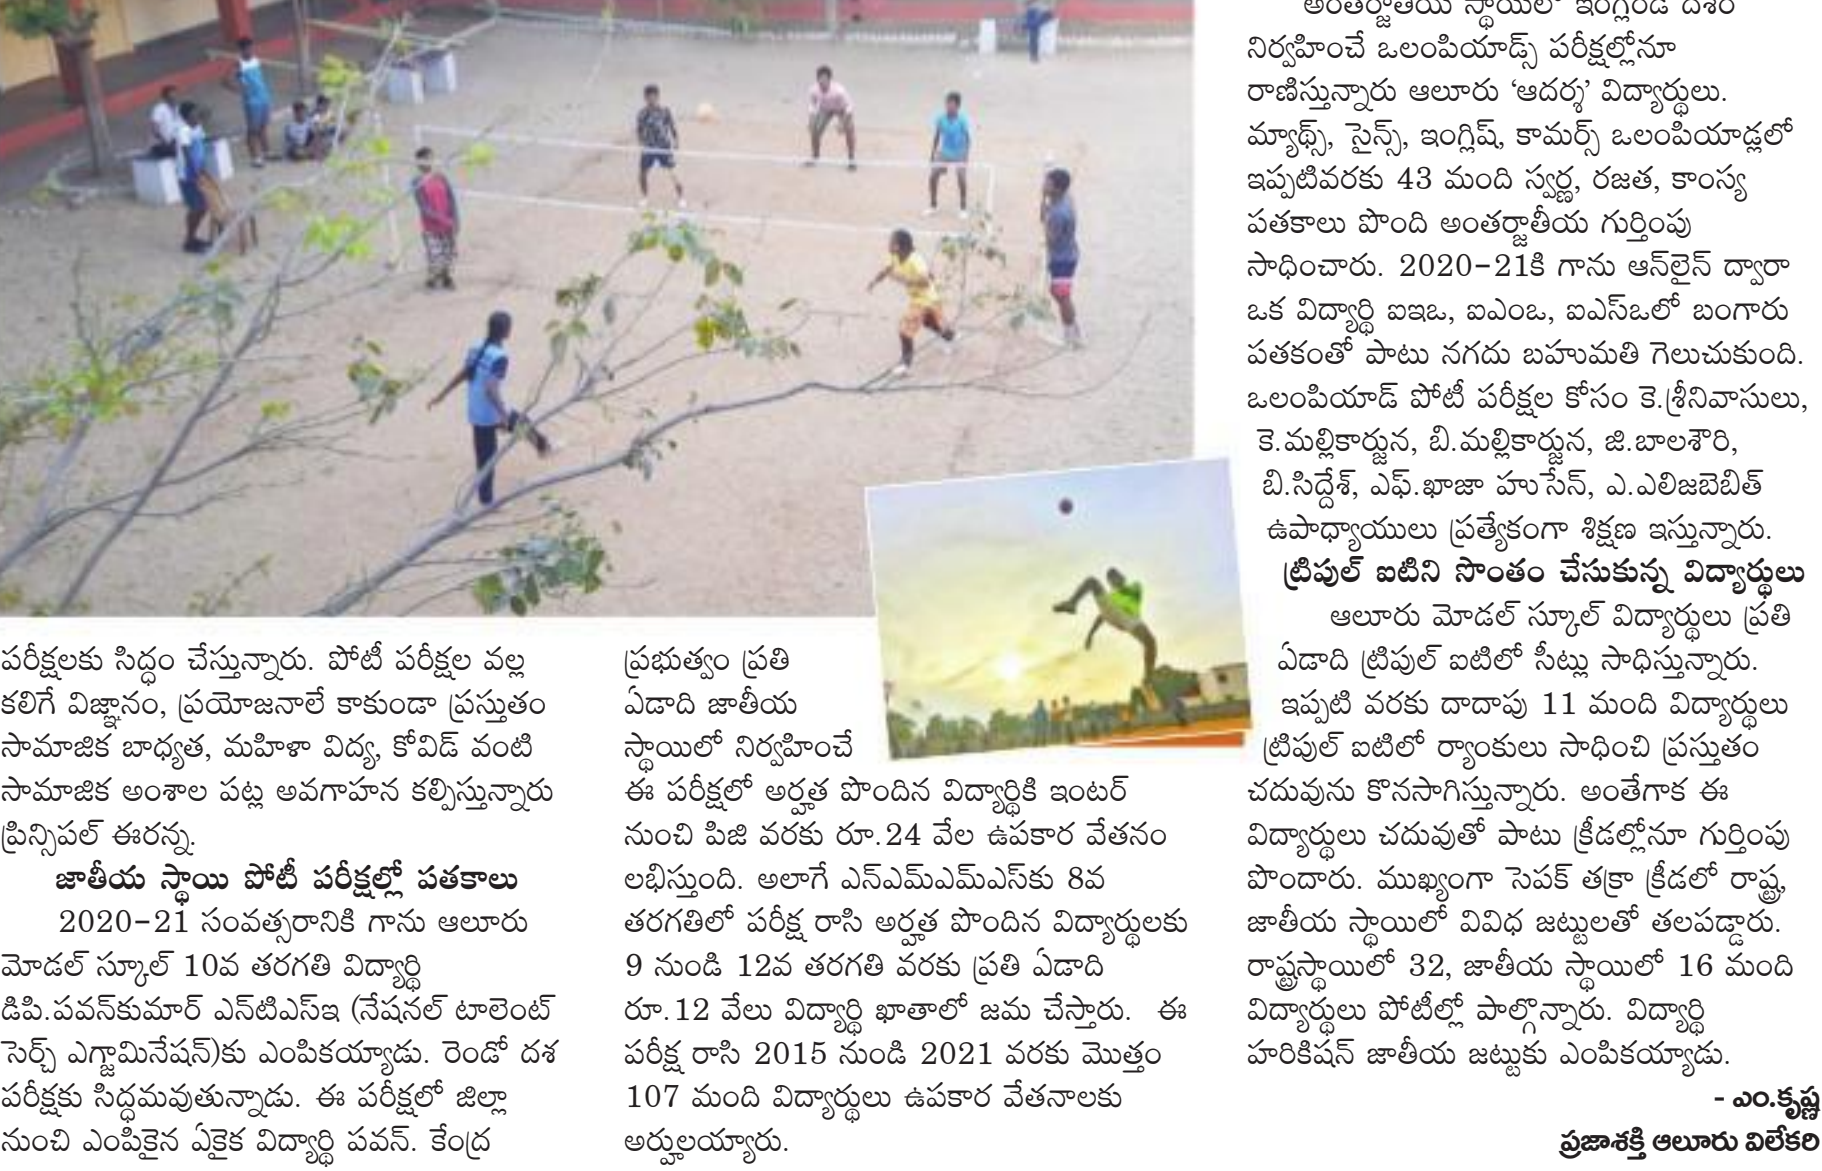 పరీక్షలకు సిద్ధం చేస్తున్నారు. పోటీ పరీక్షల వల్ల
కలిగే విజ్ఞానం, ప్రయోజనాలే కాకుండా ప్రస్తుతం
సామాజిక బాధ్యత, మహిళా విద్య, కోవిడ్ వంటి
సామాజిక అంశాల పట్ల అవగాహన కల్పిస్తున్నారు
ప్రిన్సిపల్ ఈరన్న.
జాతీయ స్థాయి పోటీ పరీక్షల్లో పతకాలు
2020-21 సంవత్సరానికి గాను ఆలూరు
మోడల్ స్కూల్ 10వ తరగతి విద్యార్థి
డిపి.పవన్‌కుమార్ ఎన్‌టిఎస్ఇ (నేషనల్ టాలెంట్
సెర్చ్ ఎగ్జామినేషన్)కు ఎంపికయ్యాడు. రెండో దశ
పరీక్షకు సిద్ధమవుతున్నాడు. ఈ పరీక్షలో జిల్లా
నుంచి ఎంపికైన ఏకైక విద్యార్థి పవన్. కేంద్ర
ప్రభుత్వం ప్రతి
ఏడాది జాతీయ
స్థాయిలో నిర్వహించే
ఈ పరీక్షలో అర్హత పొందిన విద్యార్థికి ఇంటర్
నుంచి పిజి వరకు రూ.24 వేల ఉపకార వేతనం
లభిస్తుంది. అలాగే ఎన్ఎమ్ఎమ్ఎస్‌కు 8వ
తరగతిలో పరీక్ష రాసి అర్హత పొందిన విద్యార్థులకు
9 నుండి 12వ తరగతి వరకు ప్రతి ఏడాది
రూ.12 వేలు విద్యార్థి ఖాతాలో జమ చేస్తారు. ఈ
పరీక్ష రాసి 2015 నుండి 2021 వరకు మొత్తం
107 మంది విద్యార్థులు ఉపకార వేతనాలకు
అర్హులయ్యారు.
అంతర్జాతీయ స్థాయిలో ఇంగ్లండ్ దేశం
నిర్వహించే ఒలంపియాడ్స్ పరీక్షల్లోనూ
రాణిస్తున్నారు ఆలూరు ‘ఆదర్శ’ విద్యార్థులు.
మ్యాథ్స్, సైన్స్, ఇంగ్లిష్, కామర్స్ ఒలంపియాడ్లలో
ఇప్పటివరకు 43 మంది స్వర్ణ, రజత, కాంస్య
పతకాలు పొంది అంతర్జాతీయ గుర్తింపు
సాధించారు. 2020-21కి గాను ఆన్‌లైన్ ద్వారా
ఒక విద్యార్థి ఐఇఒ, ఐఎంఒ, ఐఎస్ఒలో బంగారు
పతకంతో పాటు నగదు బహుమతి గెలుచుకుంది.
ఒలంపియాడ్ పోటీ పరీక్షల కోసం కె.శ్రీనివాసులు,
కె.మల్లికార్జున, బి.మల్లికార్జున, జి.బాలశౌరి,
బి.సిద్దేశ్, ఎఫ్.ఖాజా హుసేన్, ఎ.ఎలిజబెబిత్
ఉపాధ్యాయులు ప్రత్యేకంగా శిక్షణ ఇస్తున్నారు.
ట్రిపుల్ ఐటిని సొంతం చేసుకున్న విద్యార్థులు
ఆలూరు మోడల్ స్కూల్ విద్యార్థులు ప్రతి
ఏడాది ట్రిపుల్ ఐటిలో సీట్లు సాధిస్తున్నారు.
ఇప్పటి వరకు దాదాపు 11 మంది విద్యార్థులు
ట్రిపుల్ ఐటిలో ర్యాంకులు సాధించి ప్రస్తుతం
చదువును కొనసాగిస్తున్నారు. అంతేగాక ఈ
విద్యార్థులు చదువుతో పాటు క్రీడల్లోనూ గుర్తింపు
పొందారు. ముఖ్యంగా సెపక్ తక్రా క్రీడలో రాష్ట్ర,
జాతీయ స్థాయిలో వివిధ జట్టులతో తలపడ్డారు.
రాష్ట్రస్థాయిలో 32, జాతీయ స్థాయిలో 16 మంది
విద్యార్థులు పోటీల్లో పాల్గొన్నారు. విద్యార్థి
హరికిషన్ జాతీయ జట్టుకు ఎంపికయ్యాడు.
- ఎం.కృష్ణ
ప్రజాశక్తి ఆలూరు విలేకరి